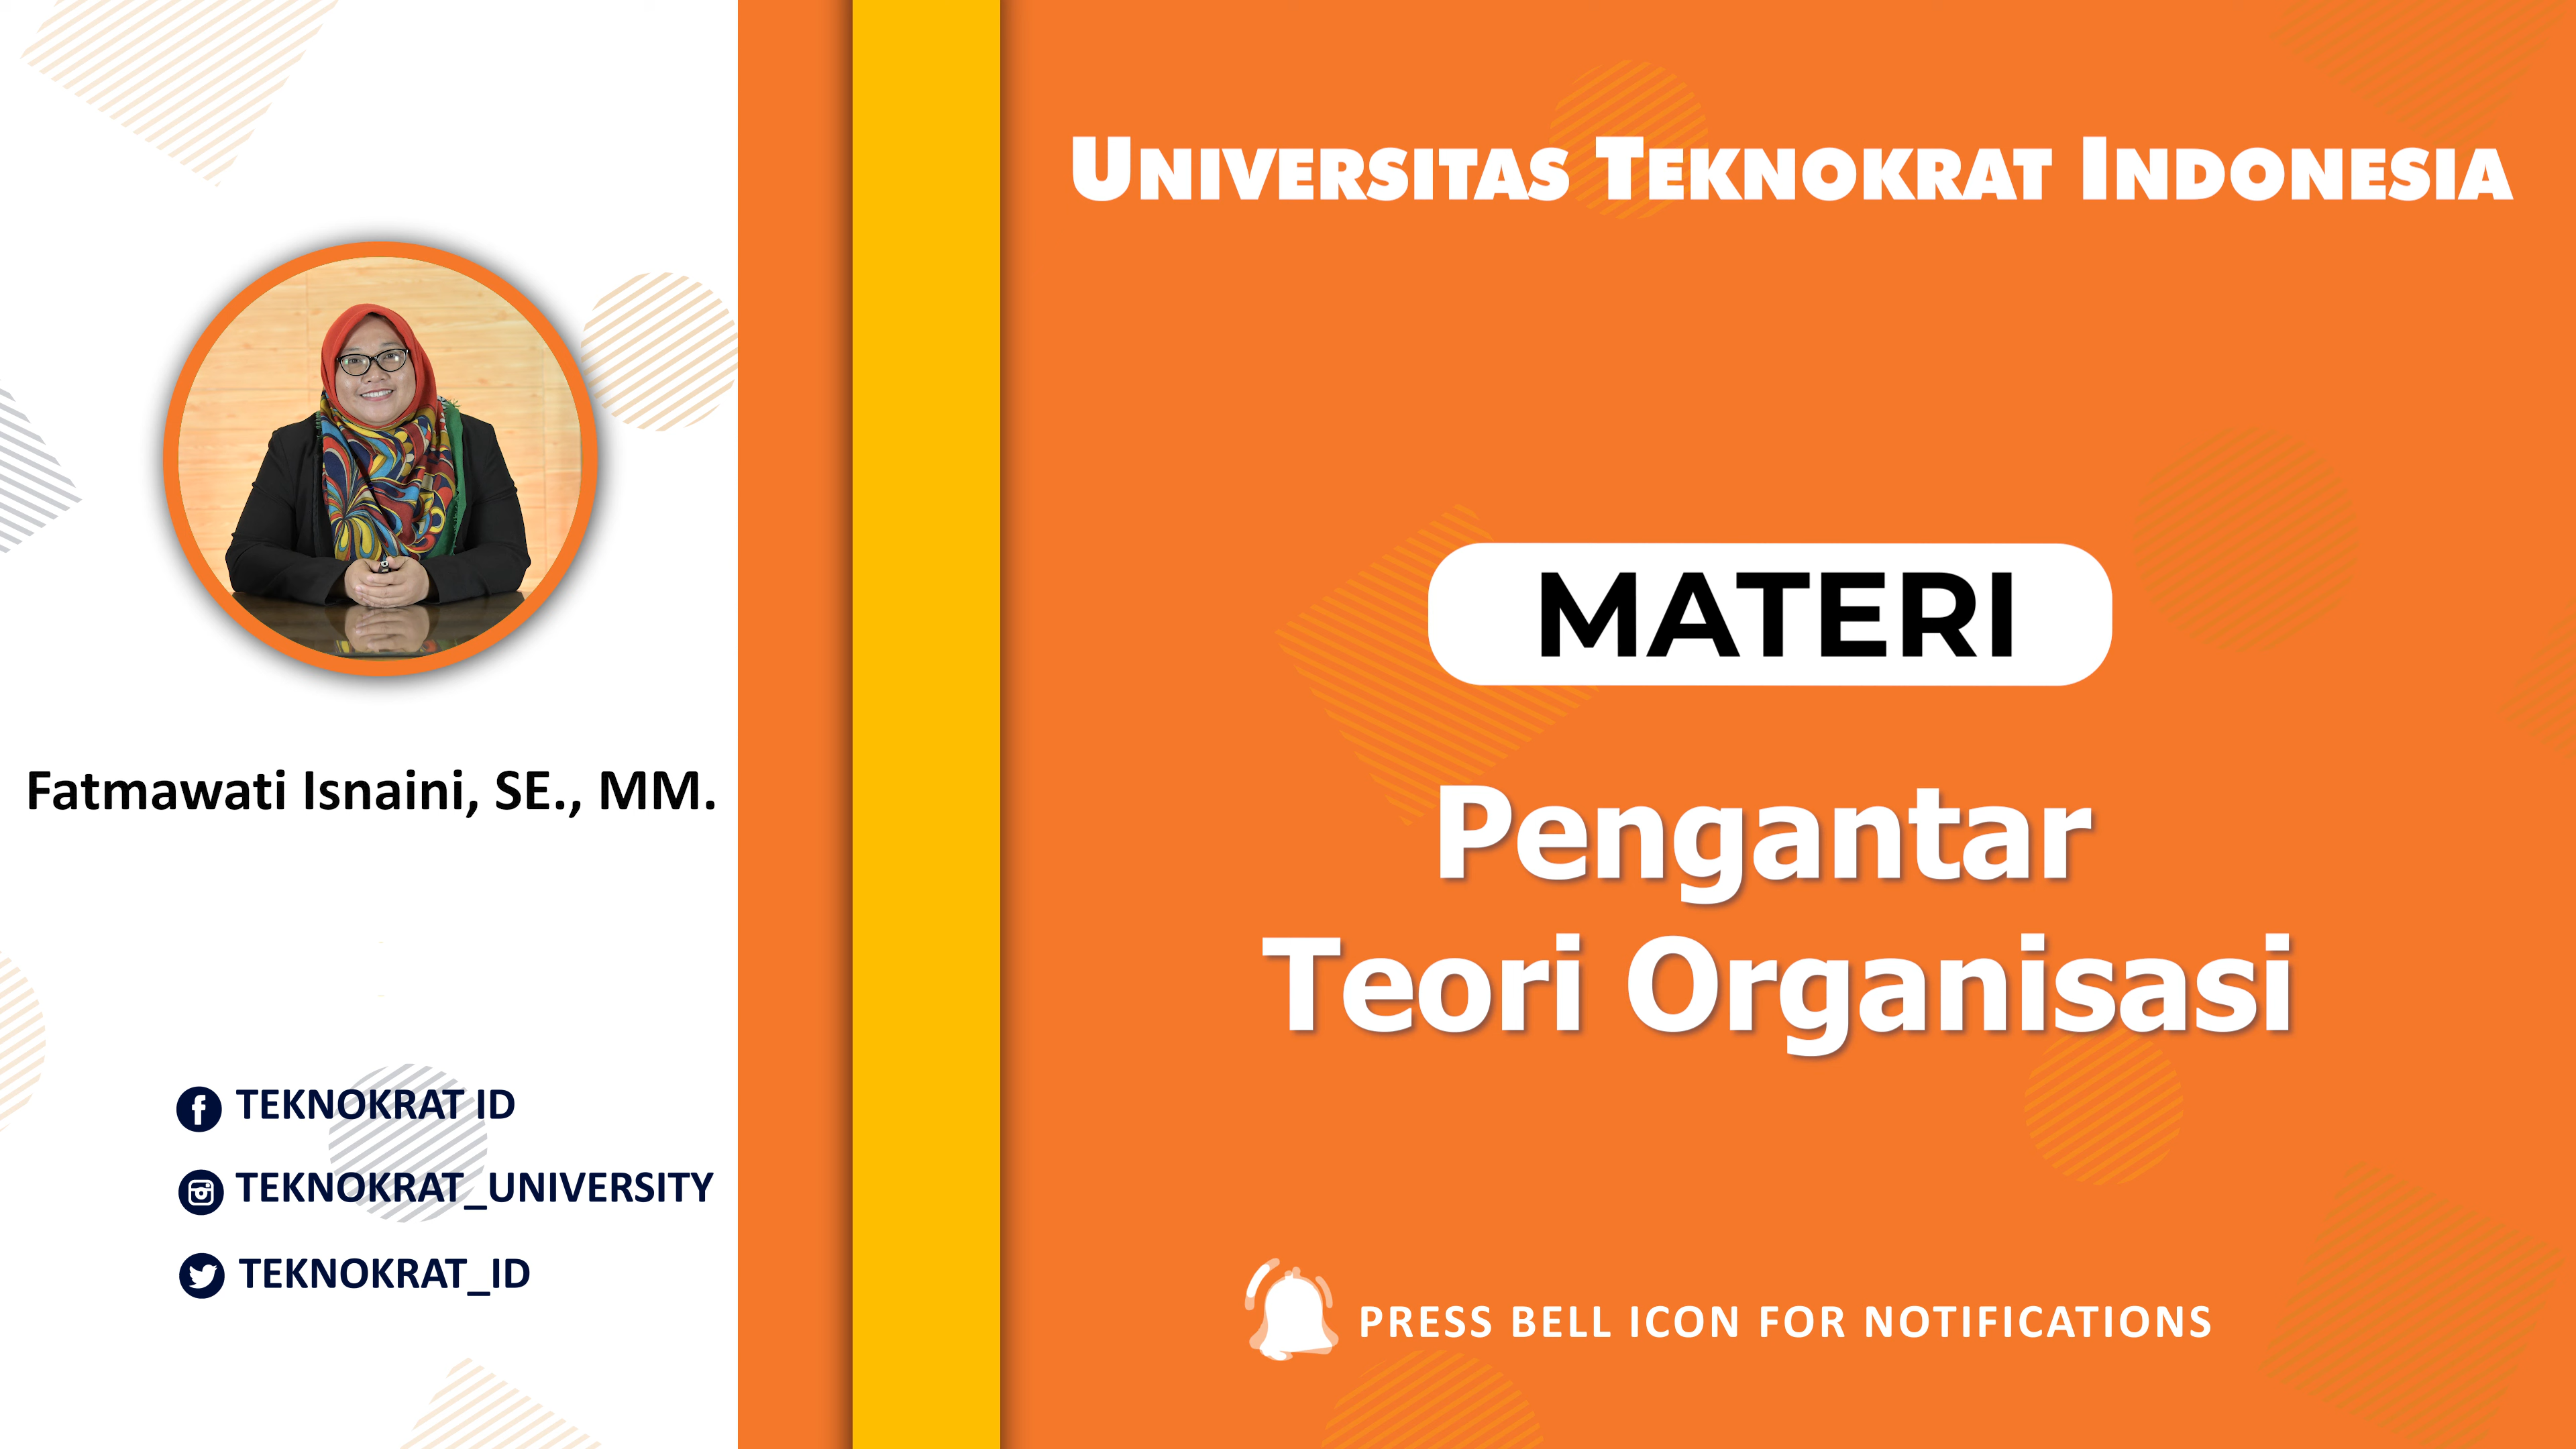 Fatmawati Isnaini, SE., MM.
TEKNOKRAT ID
TEKNOKRAT_UNIVERSITY
TEKNOKRAT_ID
UNIVERSITAS TEKNOKRAT INDONESIA
MATERI
Pengantar
Teori Organisasi
PRESS BELL ICON FOR NOTIFICATIONS